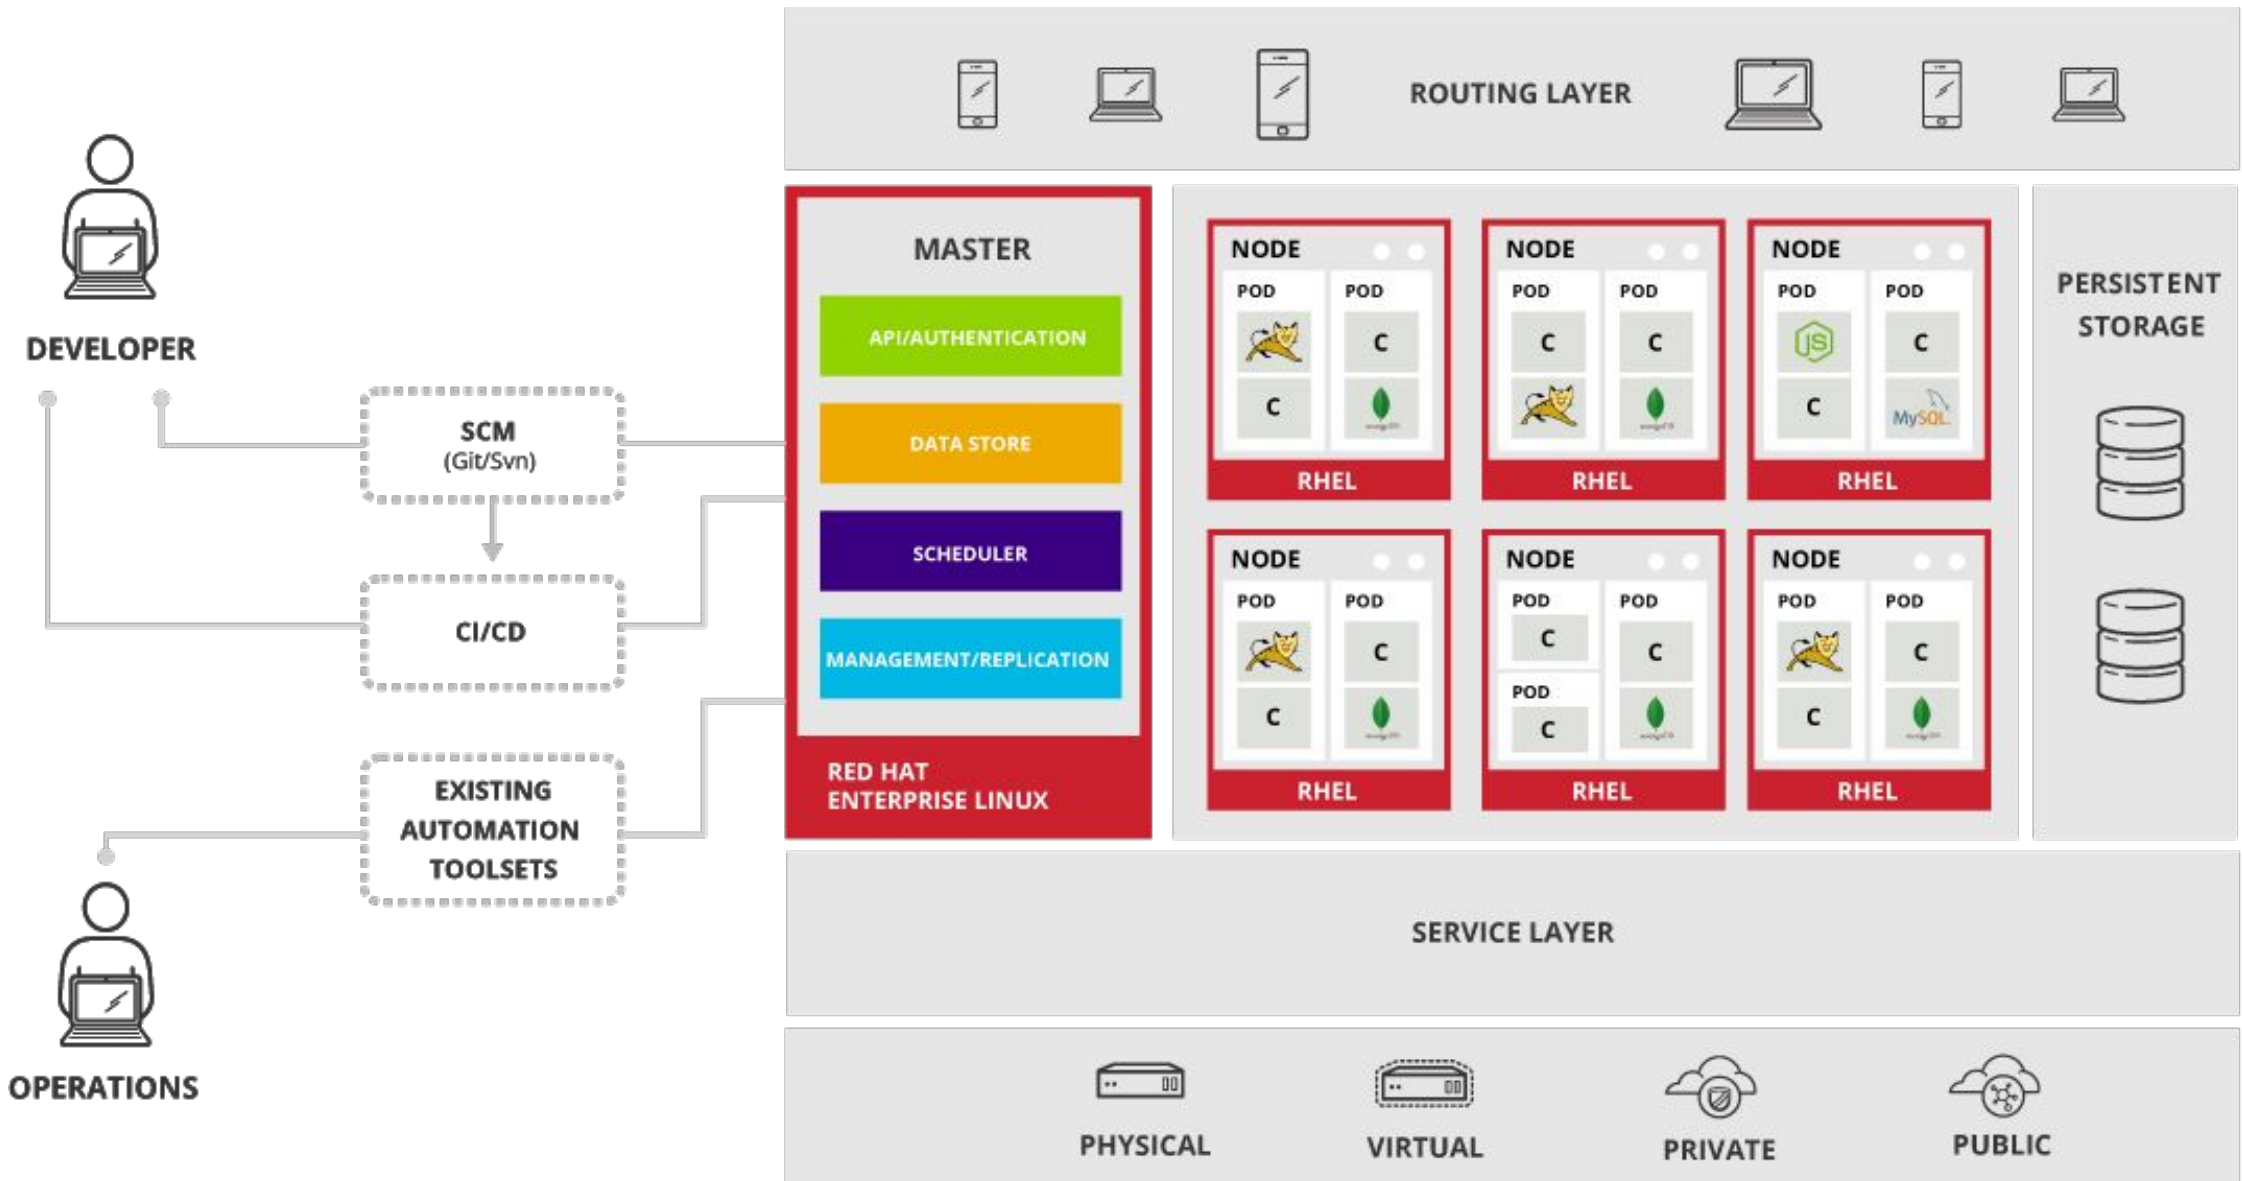 ROUTING LAYER
DEVELOPER
SCM
(Git/Svn)
CI/CD
EXISTING
AUTOMATION
TOOLSETS
OPERATIONS
MASTER
API/AUTHENTICATION
DATA STORE
SCHEDULER
MANAGEMENT/REPLICATION
RED HAT
ENTERPRISE LINUX
NODE
POD
POD
C
C
RHEL
NODE
POD
POD
C
C
RHEL
NODE
POD
POD
JS
C
C
MySQL
RHEL
NODE
POD
POD
C
C
RHEL
NODE
POD
POD
C
C
POD
C
RHEL
NODE
POD
POD
C
C
RHEL
PERSISTENT
STORAGE
SERVICE LAYER
PHYSICAL
VIRTUAL
PRIVATE
PUBLIC